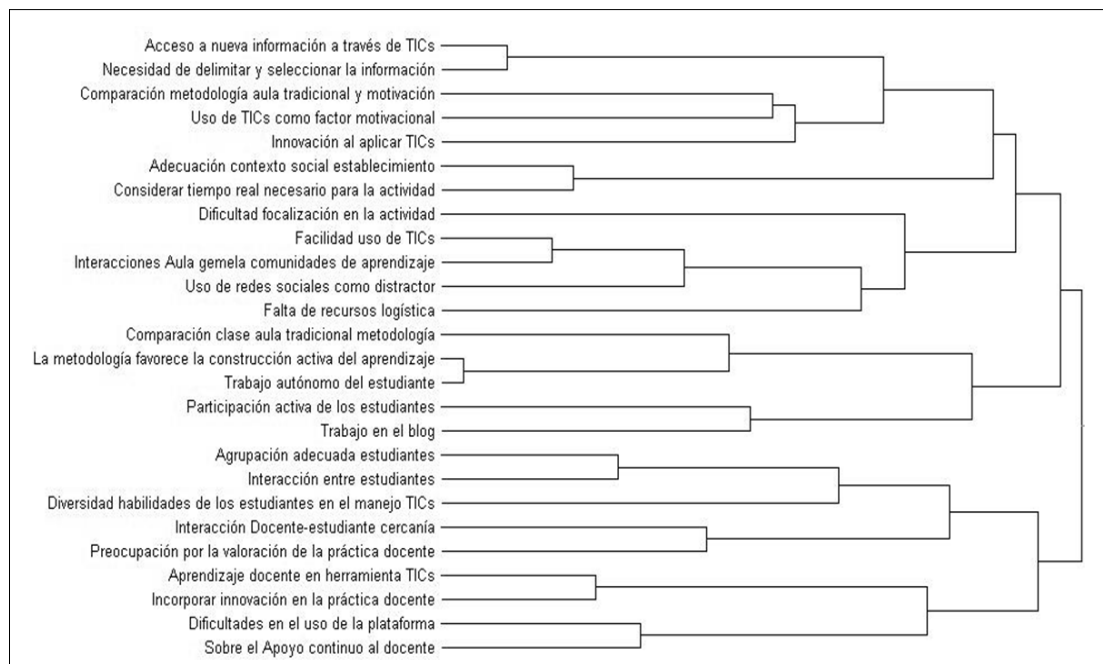 Acceso a nueva información a través de TICs
Necesidad de delimitar y seleccionar la información
Comparación metodología aula tradicional y motivación
Uso de TICs como factor motivacional
Innovación al aplicar TICs
Adecuación contexto social establecimiento
Considerar tiempo real necesario para la actividad
Dificultad focalización en la actividad
Facilidad uso de TICs
Interacciones Aula gemela comunidades de aprendizaje
Uso de redes sociales como distractor
Falta de recursos logística
Comparación clase aula tradicional metodología
La metodología favorece la construcción activa del aprendizaje
Trabajo autónomo del estudiante
Participación activa de los estudiantes
Trabajo en el blog
Agrupación adecuada estudiantes
Interacción entre estudiantes
Diversidad habilidades de los estudiantes en el manejo TICs
Interacción Docente-estudiante cercanía
Preocupación por la valoración de la práctica docente
Aprendizaje docente en herramienta TICs
Incorporar innovación en la práctica docente
Dificultades en el uso de la plataforma
Sobre el Apoyo continuo al docente